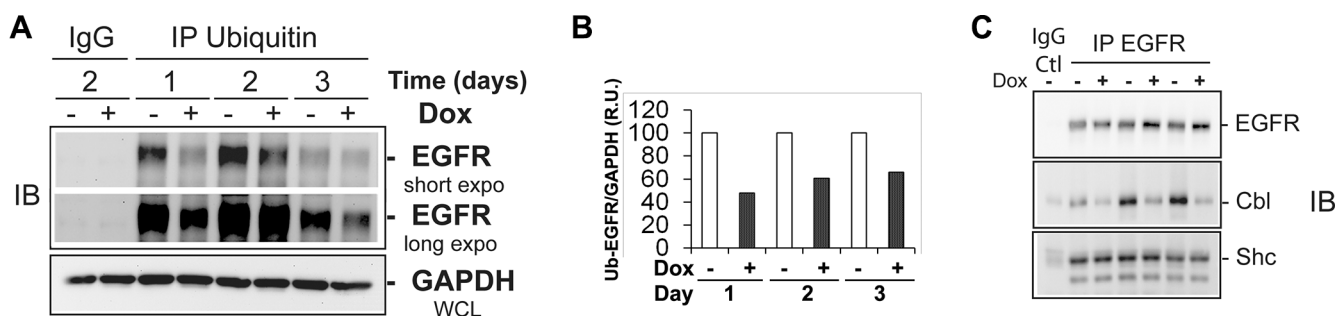 A
IgG IP Ubiquitin
2 1 2 3 Time (days)
- + - + - + - + Dox
IB
- EGFR
short expo
- EGFR
long expo
- GAPDH
WCL
B
Ub-EGFR/GAPDH (R.U.)
120
100
80
60
40
20
0
Dox - + - + - +
Day 1 2 3
C
IgG Ctl
IP EGFR
Dox - - + - + - +
- EGFR
- Cbl
IB
- Shc